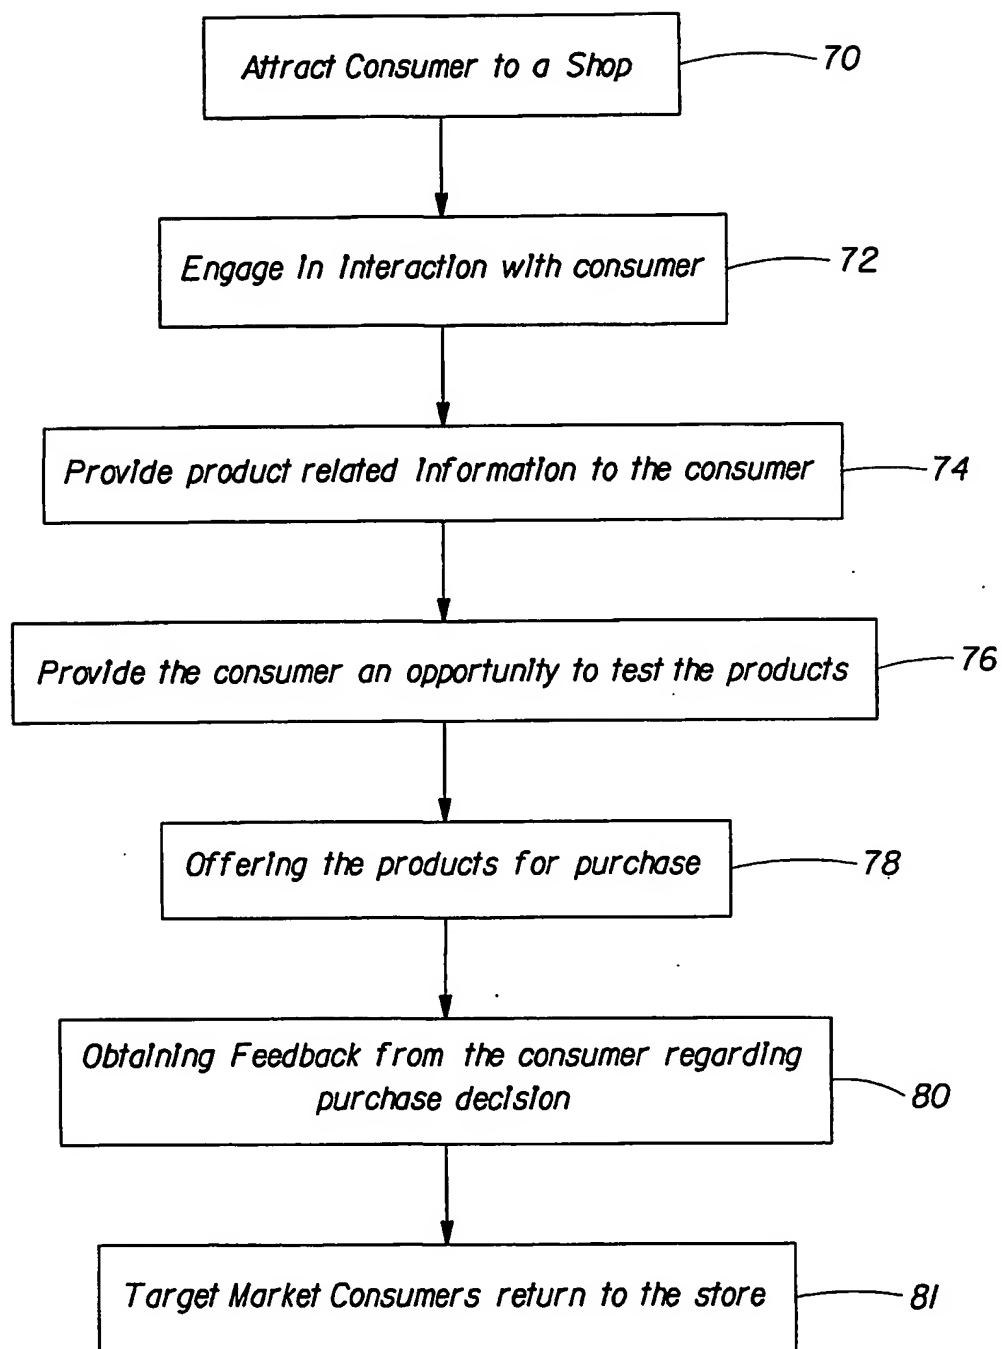 Attract Consumer to a Shop
70
Engage in interaction with consumer
72
Provide product related information to the consumer
74
Provide the consumer an opportunity to test the products
76
Offering the products for purchase
78
Obtaining Feedback from the consumer regarding
purchase decision
80
Target Market Consumers return to the store
81